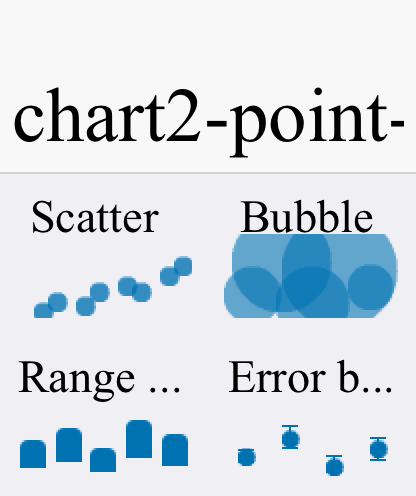 chart2-point-
Scatter
Bubble
Range ...
Error b...